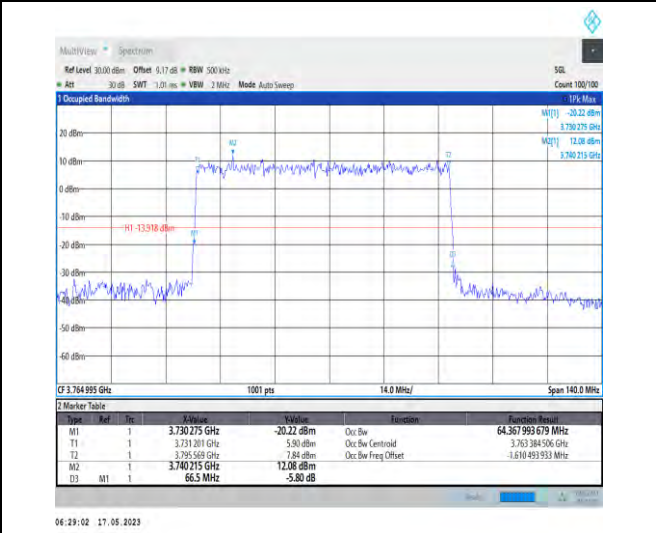 MultiView Spectrum
Ref Level 30.00 dBm Offset 9.17 dB RBW 500 kHz SGL
Att 30 dB SWT 1.01 ms VBW 2 MHz Mode Auto Sweep Count 100/100
1 Occupied Bandwidth 1Pk Max
M1[1] -20.22 dBm
3.730 275 GHz
M2[1] 12.08 dBm
3.740 215 GHz
20 dBm
M2
T2
10 dBm
0 dBm
-10 dBm
H1 -13.918 dBm
M1
-20 dBm
D3
-30 dBm
-40 dBm
-50 dBm
-60 dBm
CF 3.764 995 GHz 1001 pts 14.0 MHz/ Span 140.0 MHz
2 Marker Table
Type Ref Trc X-Value Y-Value Function Function Result
M1 1 3.730 275 GHz -20.22 dBm Occ Bw 64.367 993 679 MHz
T1 1 3.731 201 GHz 5.90 dBm Occ Bw Centroid 3.763 384 506 GHz
T2 1 3.795 569 GHz 7.84 dBm Occ Bw Freq Offset -1.610 493 933 MHz
M2 1 3.740 215 GHz 12.08 dBm
D3 M1 1 66.5 MHz -5.80 dB
06:29:02 17.05.2023